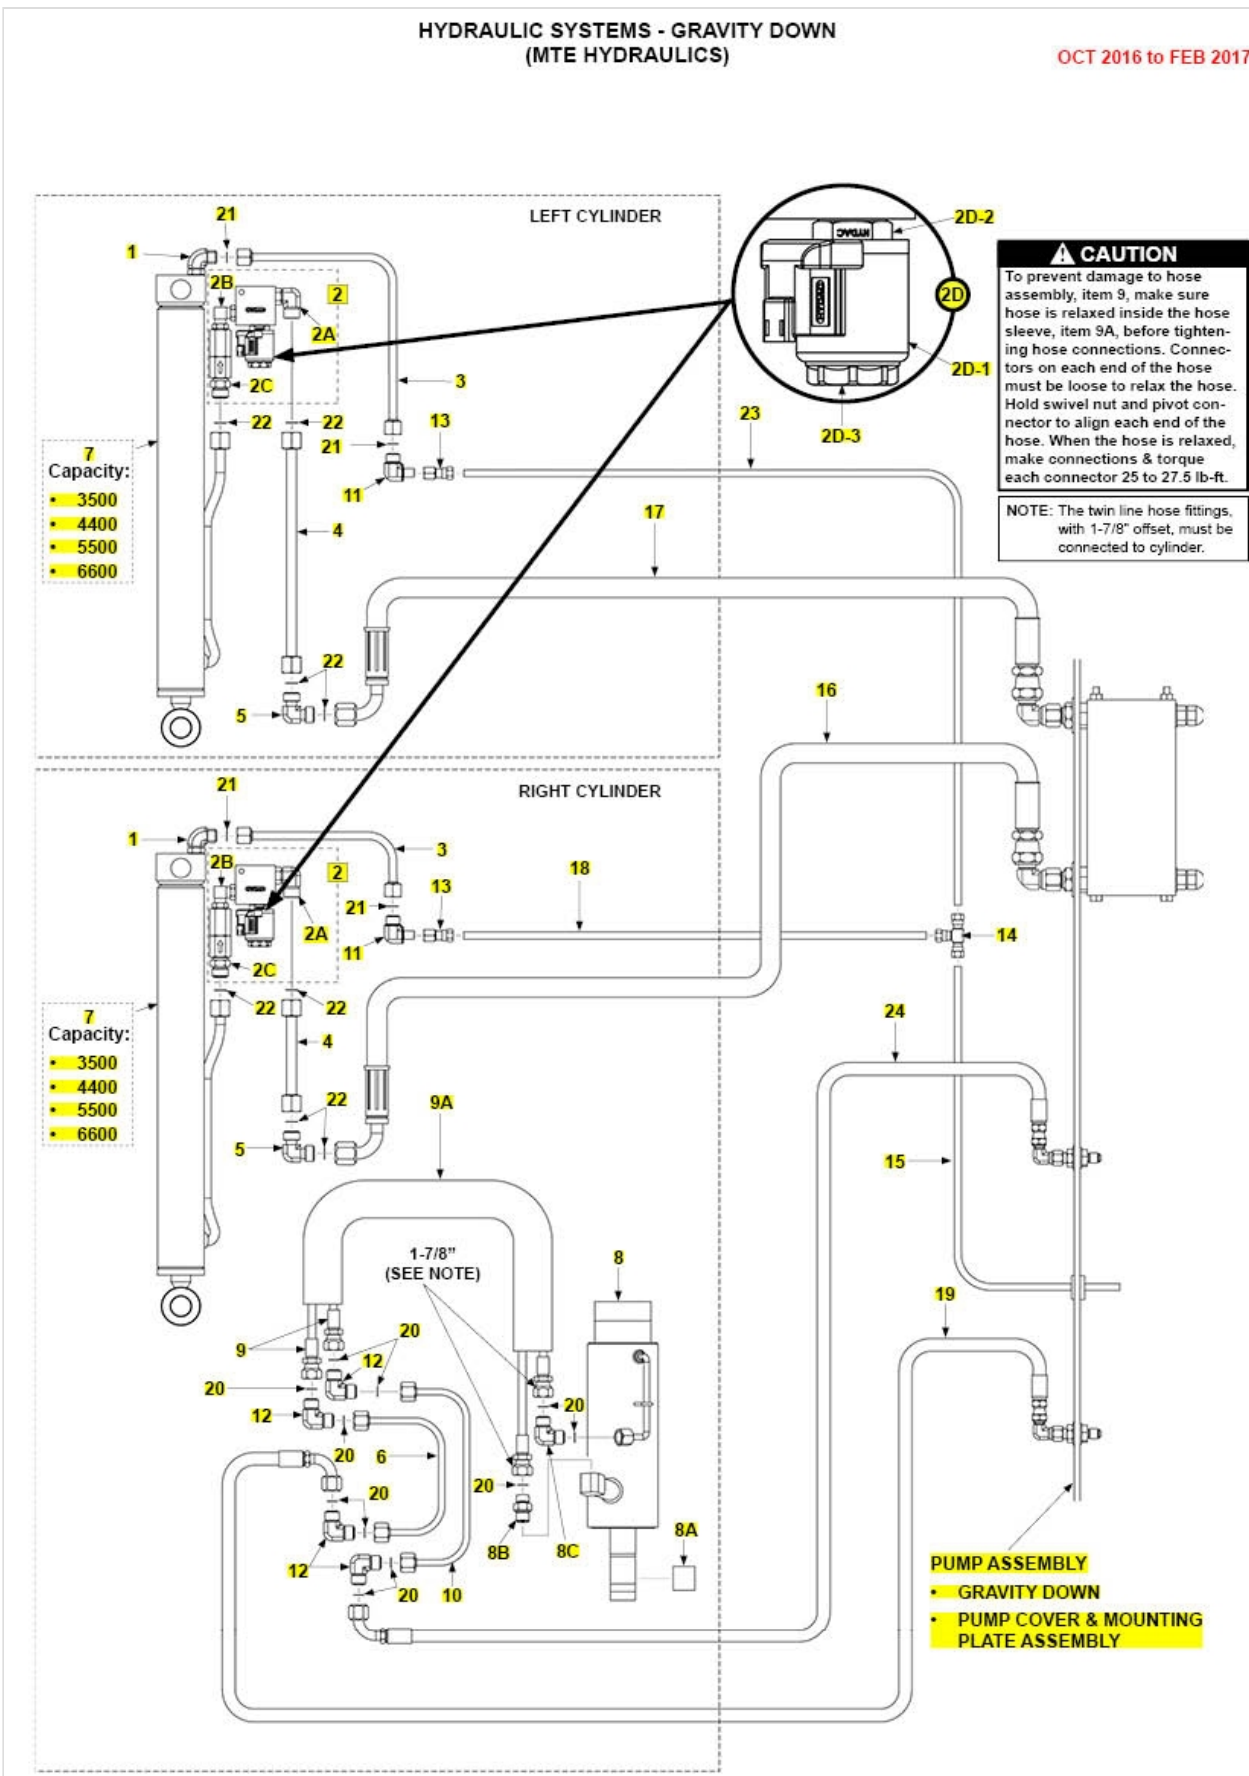 HYDRAULIC SYSTEMS - GRAVITY DOWN
(MTE HYDRAULICS)
OCT 2016 to FEB 2017
LEFT CYLINDER
21
1
2B
2
2A
2C
3
22
22
21
13
11
4
7
Capacity:
• 3500
• 4400
• 5500
• 6600
22
5
23
17
16
HYDAC
2D-2
2D
2D-1
2D-3
CAUTION
To prevent damage to hose
assembly, item 9, make sure
hose is relaxed inside the hose
sleeve, item 9A, before tighten-
ing hose connections. Connec-
tors on each end of the hose
must be loose to relax the hose.
Hold swivel nut and pivot con-
nector to align each end of the
hose. When the hose is relaxed,
make connections & torque
each connector 25 to 27.5 lb-ft.
NOTE: The twin line hose fittings,
with 1-7/8" offset, must be
connected to cylinder.
RIGHT CYLINDER
21
1
2B
2
2A
2C
3
22
22
21
13
11
18
14
4
7
Capacity:
• 3500
• 4400
• 5500
• 6600
22
5
24
15
9A
1-7/8”
(SEE NOTE)
8
19
9
20
12
20
12
20
6
20
20
20
12
20
10
8B
8C
8A
PUMP ASSEMBLY
• GRAVITY DOWN
• PUMP COVER & MOUNTING
PLATE ASSEMBLY